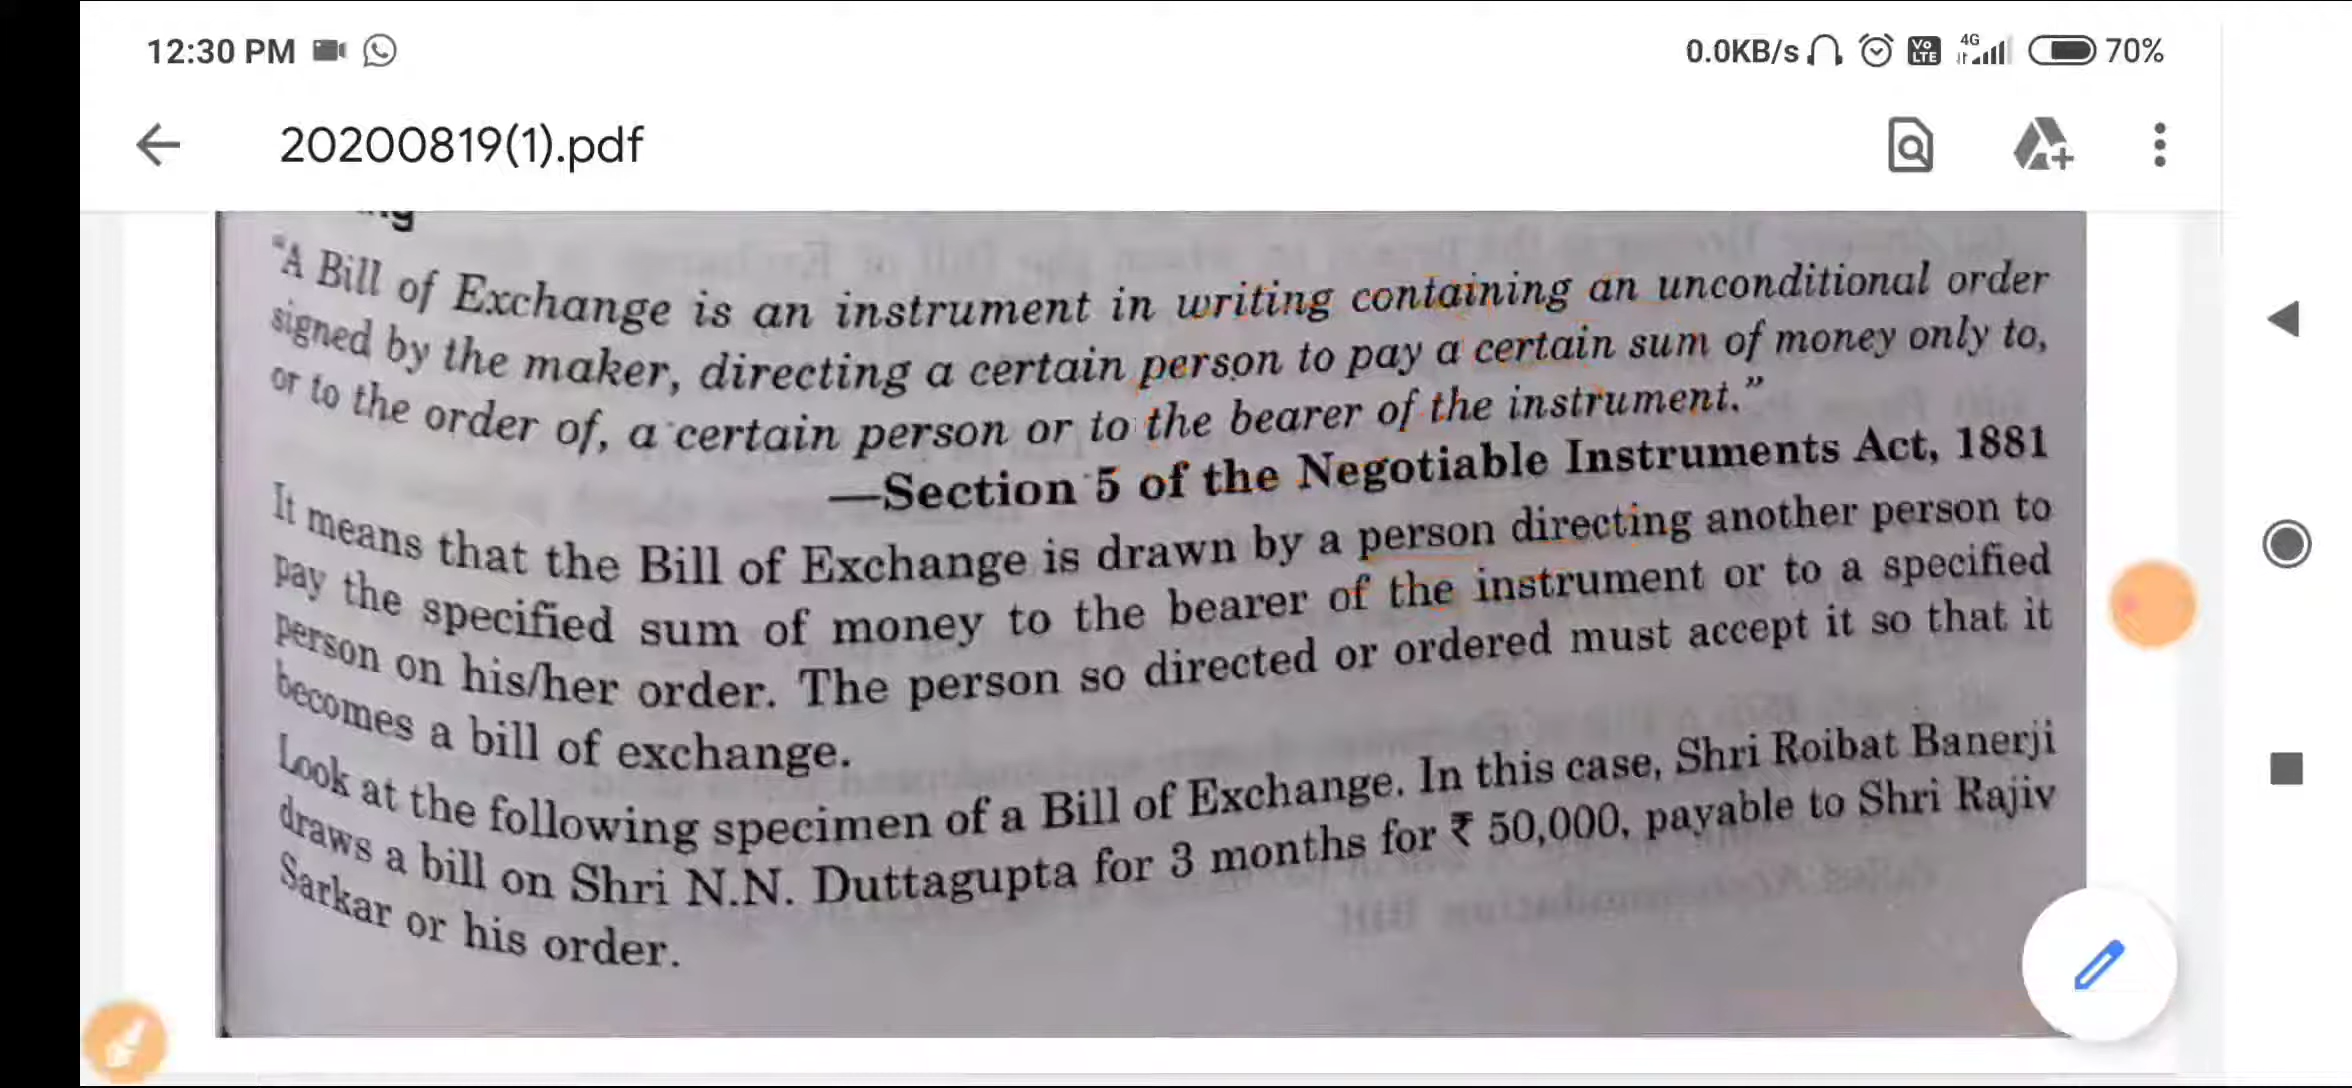 12:30 PM
0.0KB/s
Vo LTE
4G
70%
20200819(1).pdf
"A Bill of Exchange is an instrument in writing containing an unconditional order
signed by the maker, directing a certain person to pay a certain sum of money only to,
or to the order of, a certain person or to the bearer of the instrument."
—Section 5 of the Negotiable Instruments Act, 1881
It means that the Bill of Exchange is drawn by a person directing another person to
pay the specified sum of money to the bearer of the instrument or to a specified
person on his/her order. The person so directed or ordered must accept it so that it
becomes a bill of exchange.
Look at the following specimen of a Bill of Exchange. In this case, Shri Roibat Banerji
draws a bill on Shri N.N. Duttagupta for 3 months for ₹ 50,000, payable to Shri Rajiv
Sarkar or his order.